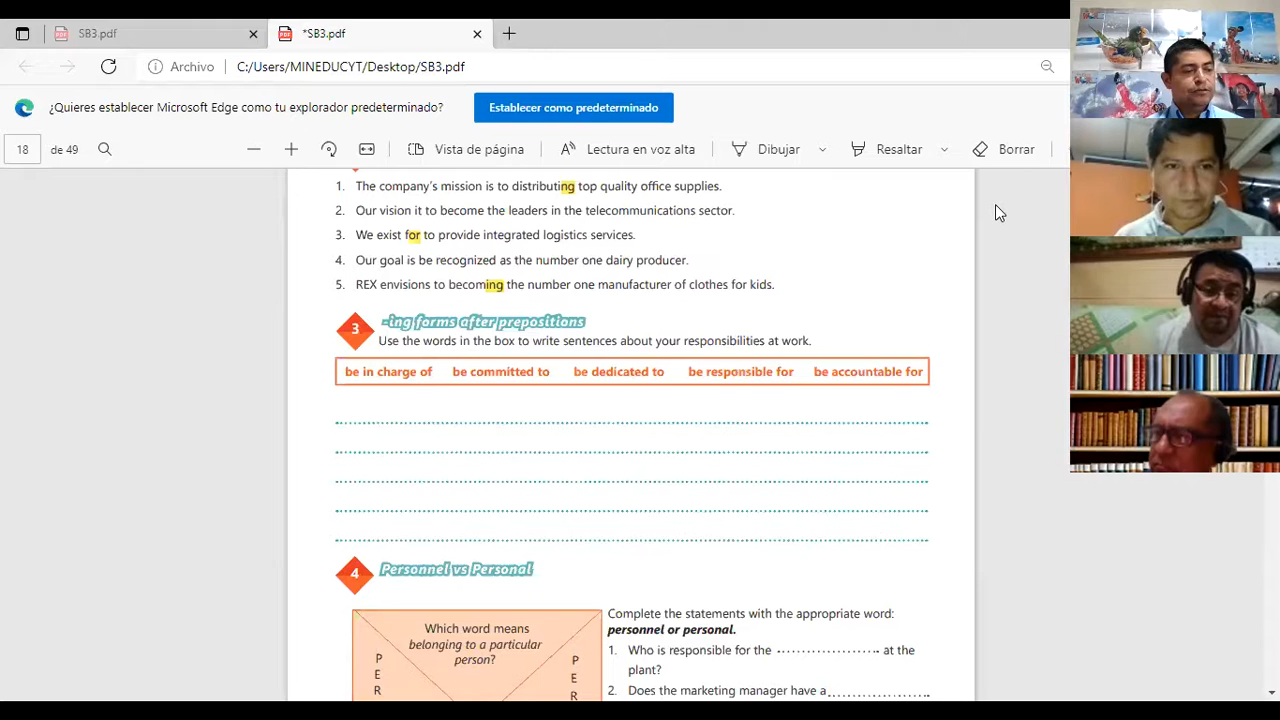 SB3.pdf
*SB3.pdf
Archivo C:/Users/MINEDUCYT/Desktop/SB3.pdf
¿Quieres establecer Microsoft Edge como tu explorador predeterminado? Establecer como predeterminado
18 de 49 Vista de página Lectura en voz alta Dibujar Resaltar Borrar
1. The company's mission is to distributing top quality office supplies.
2. Our vision it to become the leaders in the telecommunications sector.
3. We exist for to provide integrated logistics services.
4. Our goal is be recognized as the number one dairy producer.
5. REX envisions to becoming the number one manufacturer of clothes for kids.
3 -ing forms after prepositions
Use the words in the box to write sentences about your responsibilities at work.
be in charge of be committed to be dedicated to be responsible for be accountable for
4 Personnel vs Personal
Which word means
belonging to a particular
person?
P
E
R
P
E
R
Complete the statements with the appropriate word:
personnel or personal.
1. Who is responsible for the .................... at the
plant?
2. Does the marketing manager have a....................